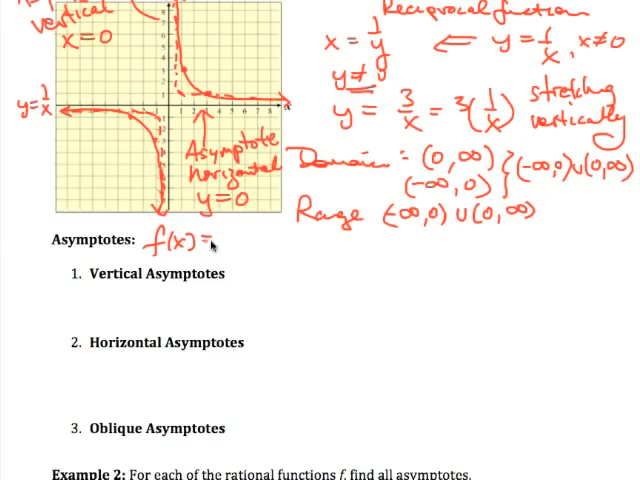 Reciprocal function
vertical
x = 0
x = 1/y ⇐ y = 1/x, x ≠ 0
y ≠ 0
y = 3/x = 3(1/x) stretching vertically
y = 1/x
Asymptote
horizontal
y = 0
Domain = (0, ∞)
(-∞, 0) } (-∞, 0) ∪ (0, ∞)
Range (-∞, 0) ∪ (0, ∞)
Asymptotes: f(x) =
1. Vertical Asymptotes
2. Horizontal Asymptotes
3. Oblique Asymptotes
Example 2: For each of the rational functions f, find all asymptotes.